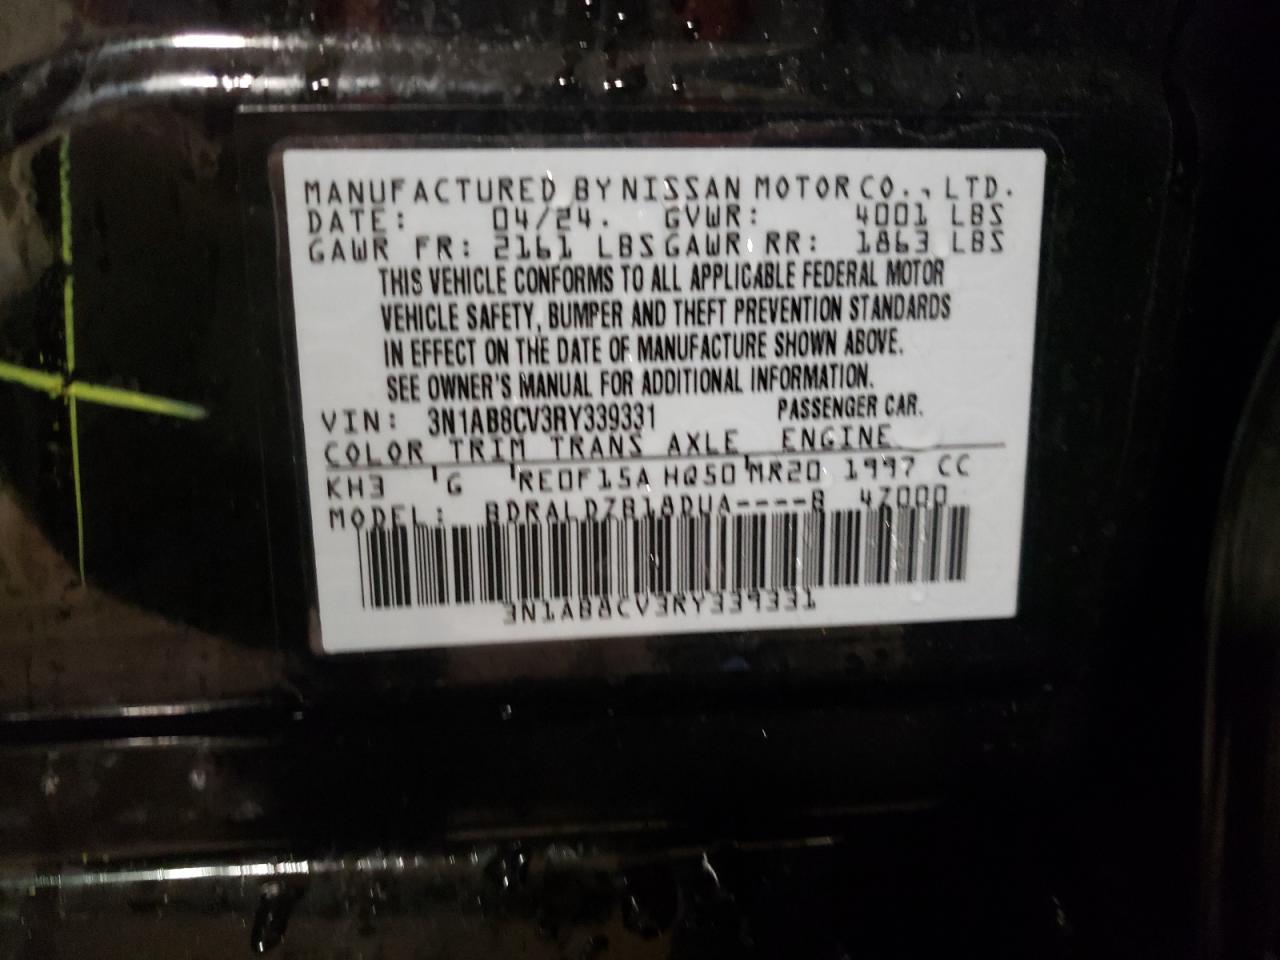 MANUFACTURED BY NISSAN MOTOR CO., LTD.
DATE: 04/24. GVWR: 4001 LBS
GAWR FR: 2161 LBS GAWR RR: 1863 LBS
THIS VEHICLE CONFORMS TO ALL APPLICABLE FEDERAL MOTOR
VEHICLE SAFETY, BUMPER AND THEFT PREVENTION STANDARDS
IN EFFECT ON THE DATE OF MANUFACTURE SHOWN ABOVE.
SEE OWNER'S MANUAL FOR ADDITIONAL INFORMATION.
VIN: 3N1AB8CV3RY339331 PASSENGER CAR.
COLOR TRIM TRANS AXLE ENGINE
KH3 G RE0F15A HQ50 MR20 1997 CC
MODEL: BDRALDZB18DUA----B 4Z000
3N1AB8CV3RY339331